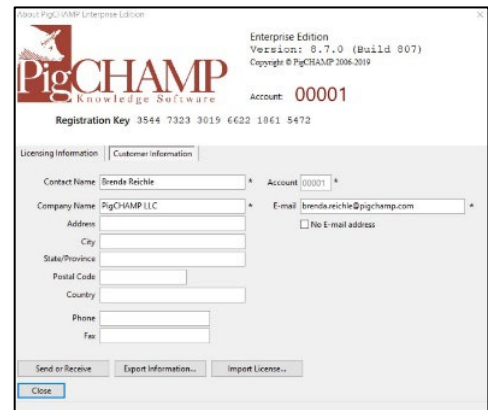 About PigCHAMP Enterprise Edition
PigCHAMP
Knowledge Software
Enterprise Edition
Version: 8.7.0 (Build 807)
Copyright © PigCHAMP 2006-2019
Account: 00001
Registration Key 3544 7323 3019 6622 1861 5472
Licensing Information Customer Information
Contact Name Brenda Reichle * Account 00001 *
Company Name PigCHAMP LLC * E-mail brenda.reichle@pigchamp.com *
Address No E-mail address
City
State/Province
Postal Code
Country
Phone
Fax
Send or Receive Export Information... Import License...
Close